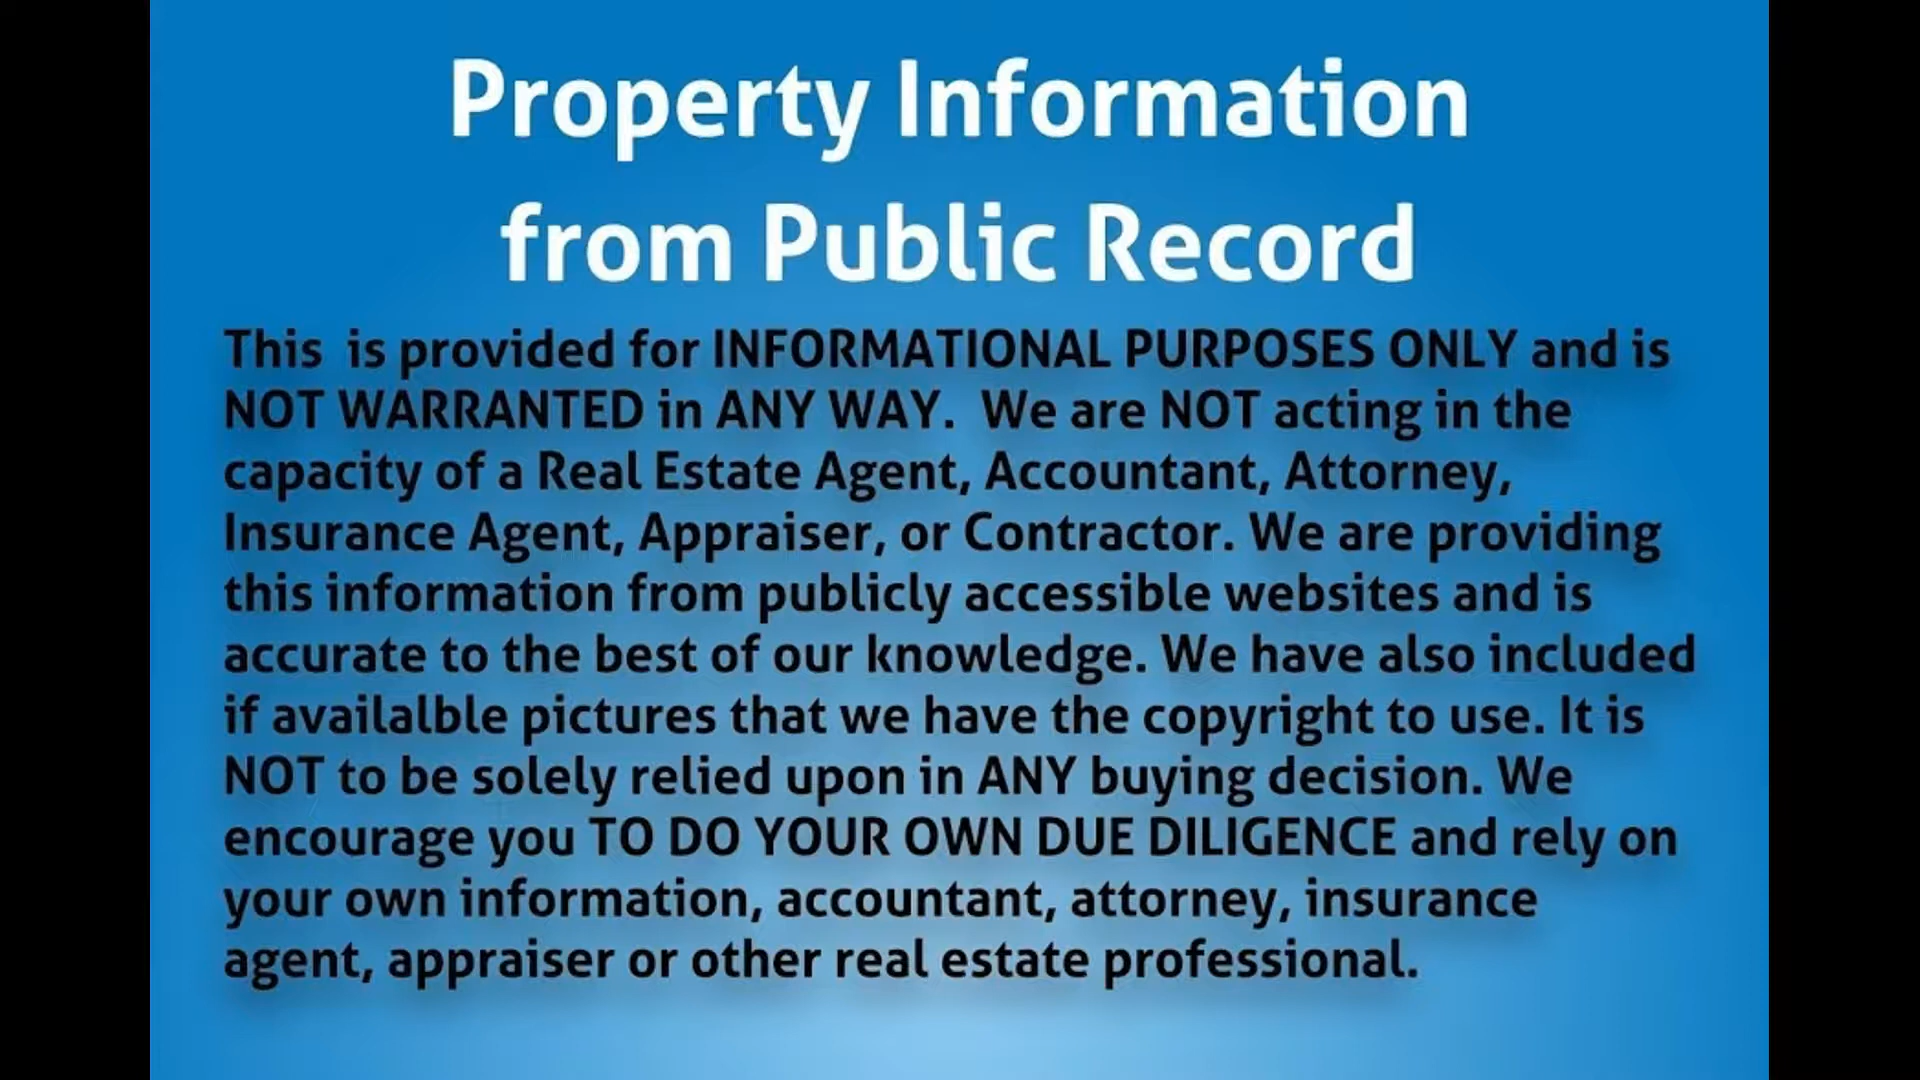 Property Information
from Public Record
This  is provided for INFORMATIONAL PURPOSES ONLY and is
NOT WARRANTED in ANY WAY.  We are NOT acting in the
capacity of a Real Estate Agent, Accountant, Attorney,
Insurance Agent, Appraiser, or Contractor. We are providing
this information from publicly accessible websites and is
accurate to the best of our knowledge. We have also included
if availalble pictures that we have the copyright to use. It is
NOT to be solely relied upon in ANY buying decision. We
encourage you TO DO YOUR OWN DUE DILIGENCE and rely on
your own information, accountant, attorney, insurance
agent, appraiser or other real estate professional.